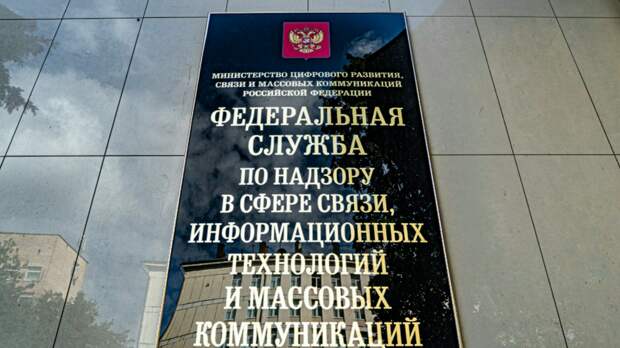 МИНИСТЕРСТВО ЦИФРОВОГО РАЗВИТИЯ,
СВЯЗИ И МАССОВЫХ КОММУНИКАЦИЙ
РОССИЙСКОЙ ФЕДЕРАЦИИ
ФЕДЕРАЛЬНАЯ
СЛУЖБА
ПО НАДЗОРУ
В СФЕРЕ СВЯЗИ,
ИНФОРМАЦИОННЫХ
ТЕХНОЛОГИЙ
И МАССОВЫХ
КОММУНИКАЦИЙ